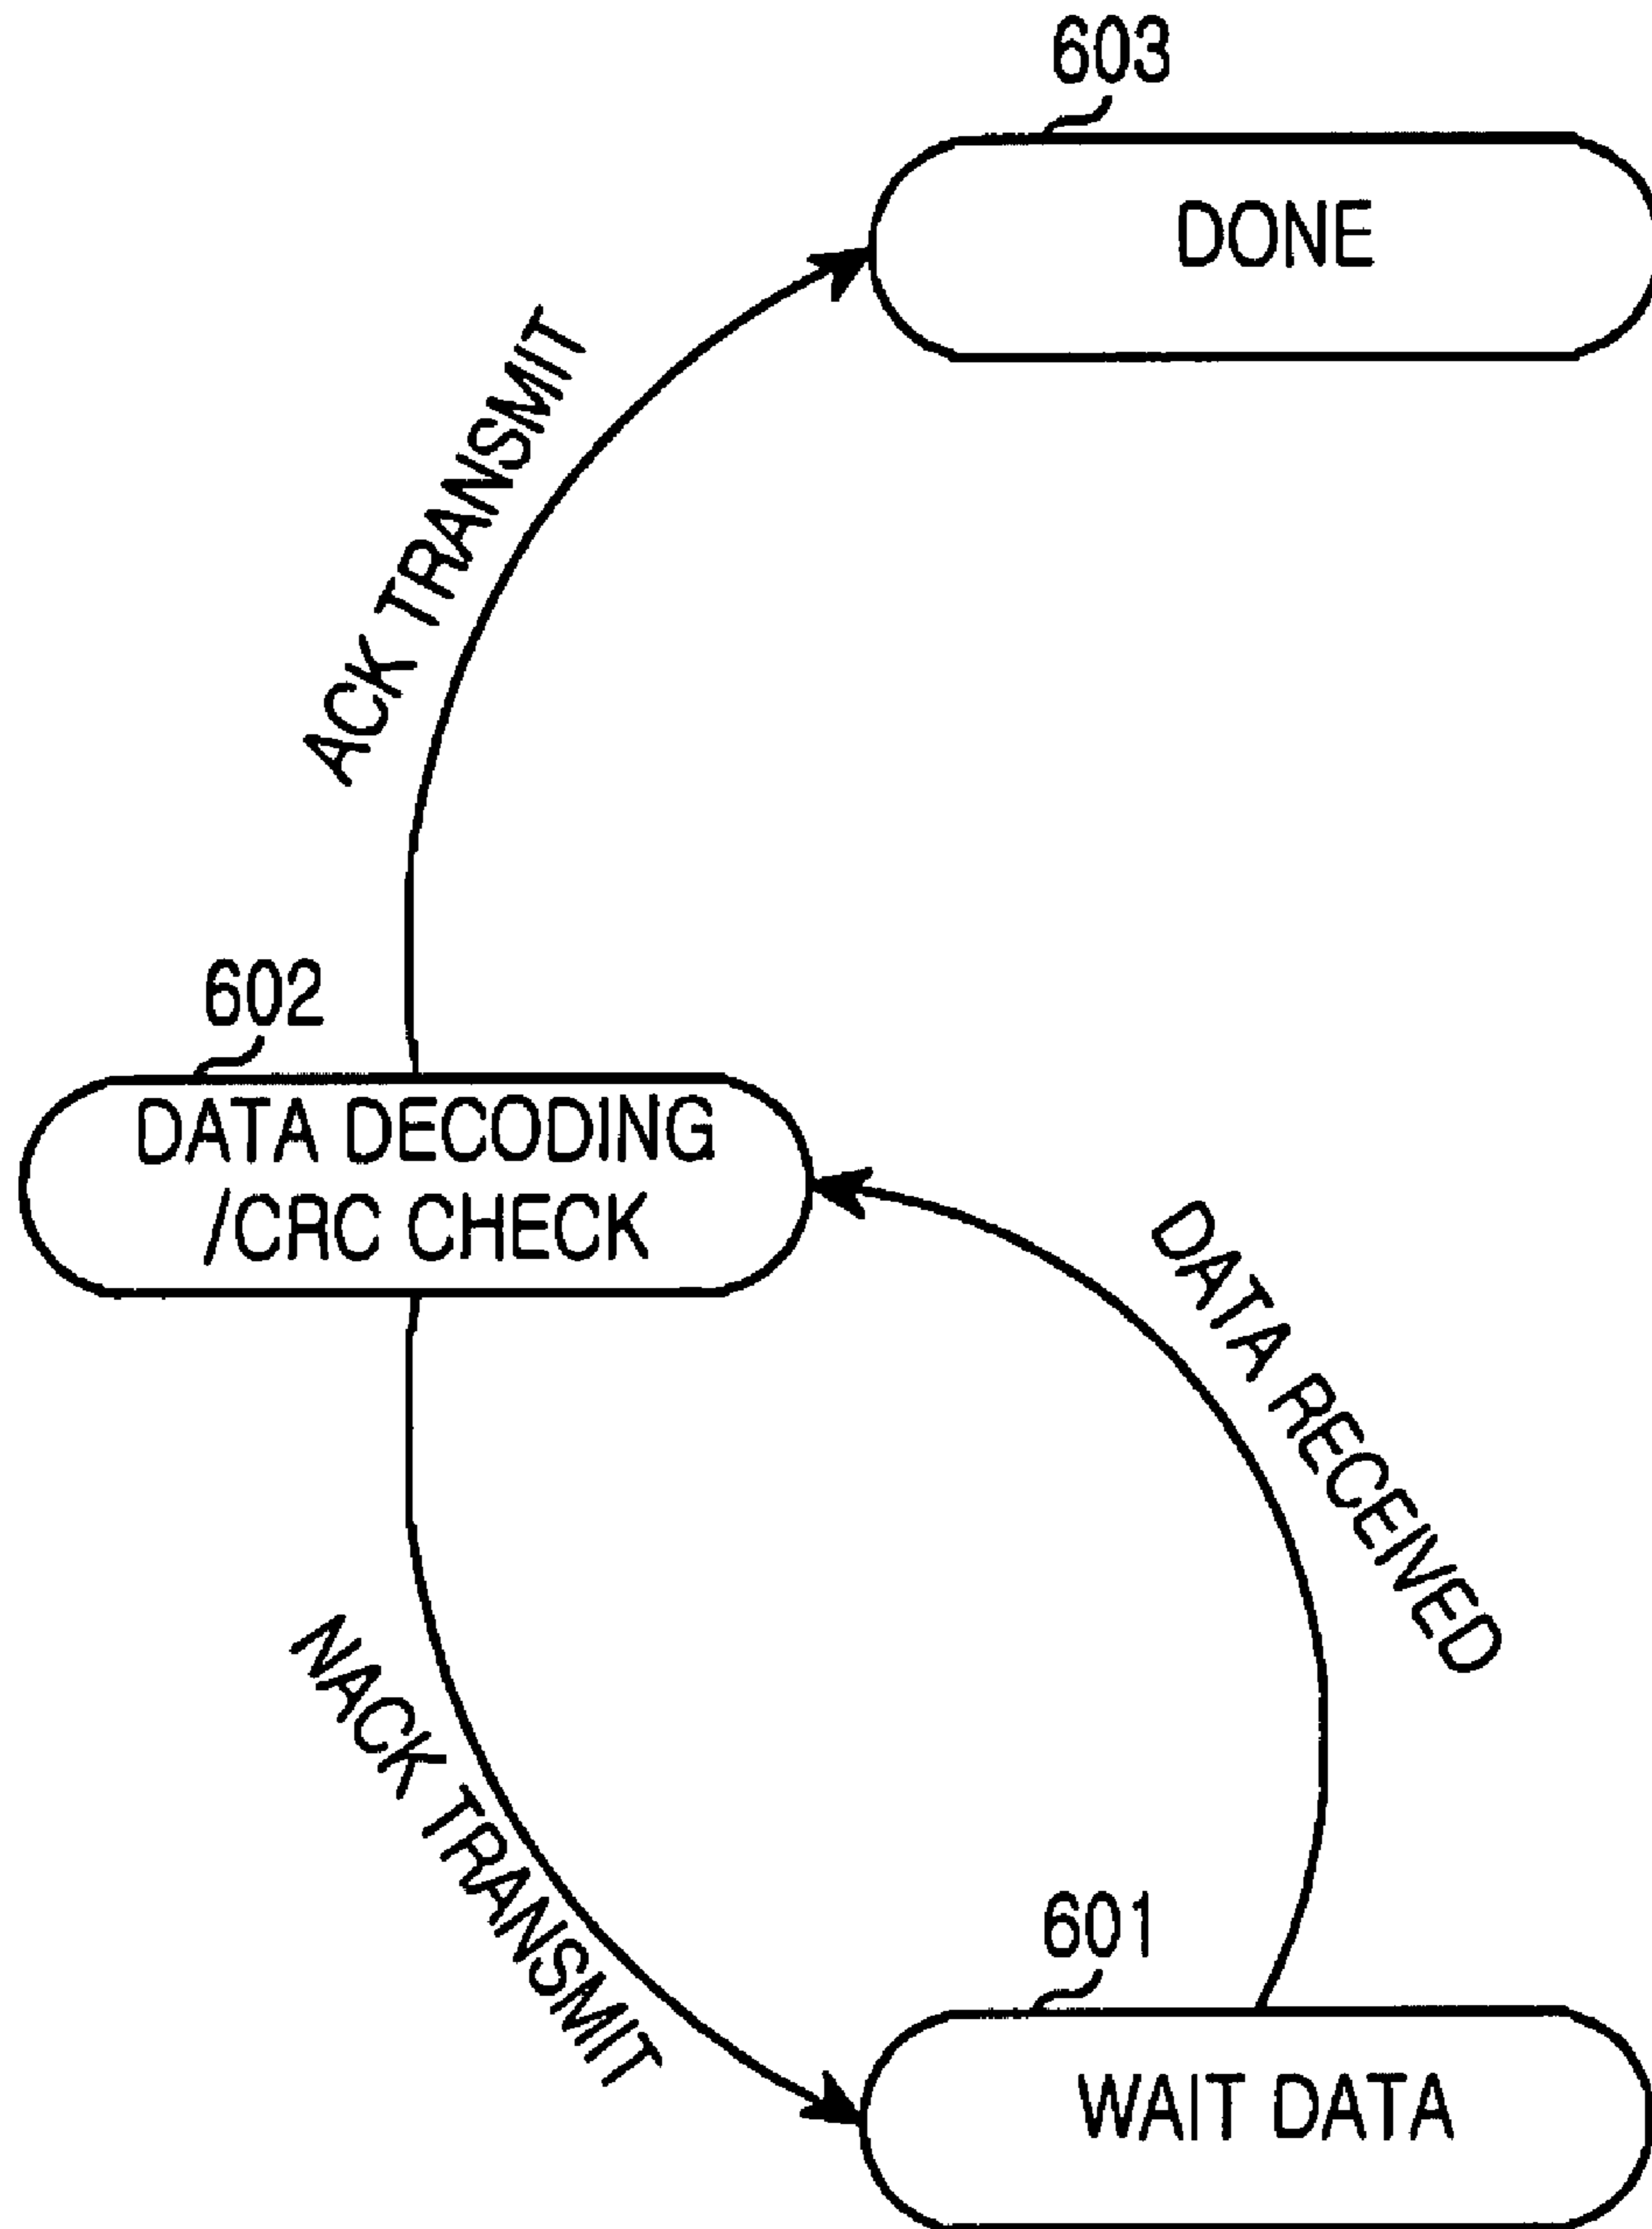 603
DONE
ACK TRANSMIT
602
DATA DECODING
/CRC CHECK
DATA RECEIVED
NACK TRANSMIT
601
WAIT DATA